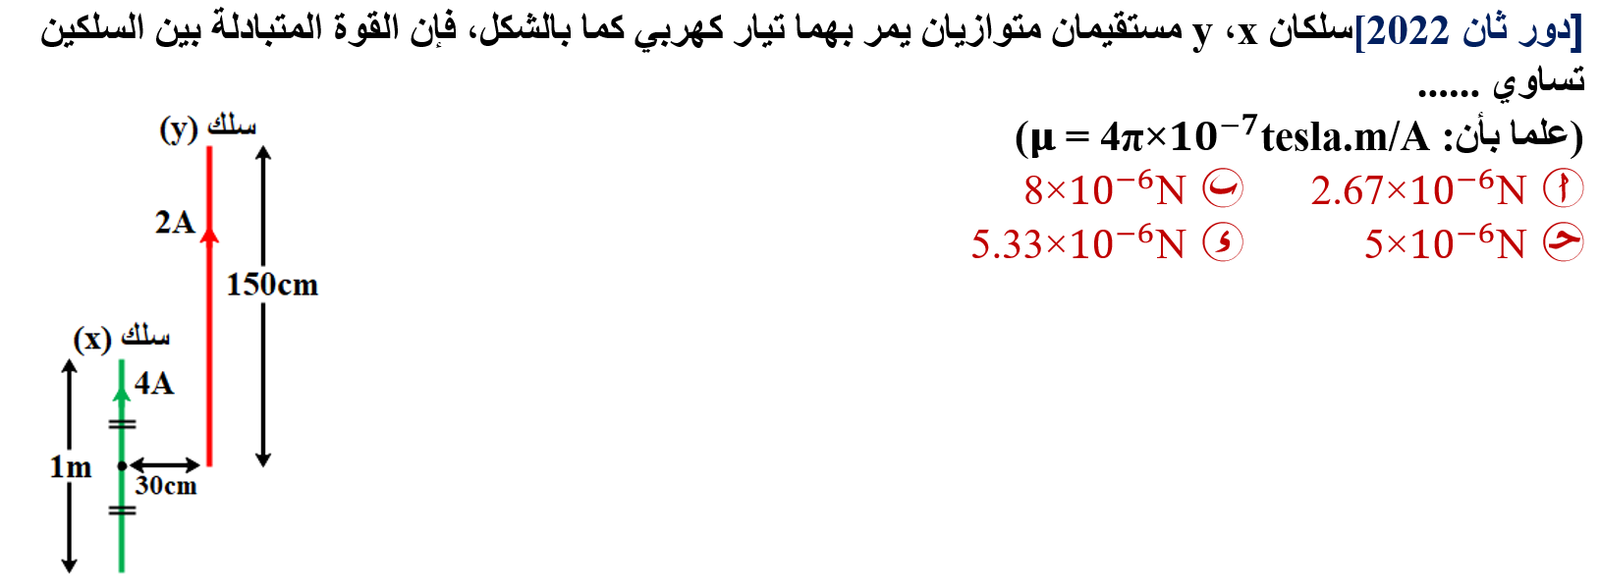 [دور ثان 2022]سلكان x، y مستقيمان متوازيان يمر بهما تيار كهربي كما بالشكل، فإن القوة المتبادلة بين السلكين
تساوي ......
(علما بأن: μ = 4π×10⁻⁷tesla.m/A)
أ 2.67×10⁻⁶N ب 8×10⁻⁶N
ج 5×10⁻⁶N د 5.33×10⁻⁶N
سلك (y)
2A
150cm
سلك (x)
4A
1m
30cm